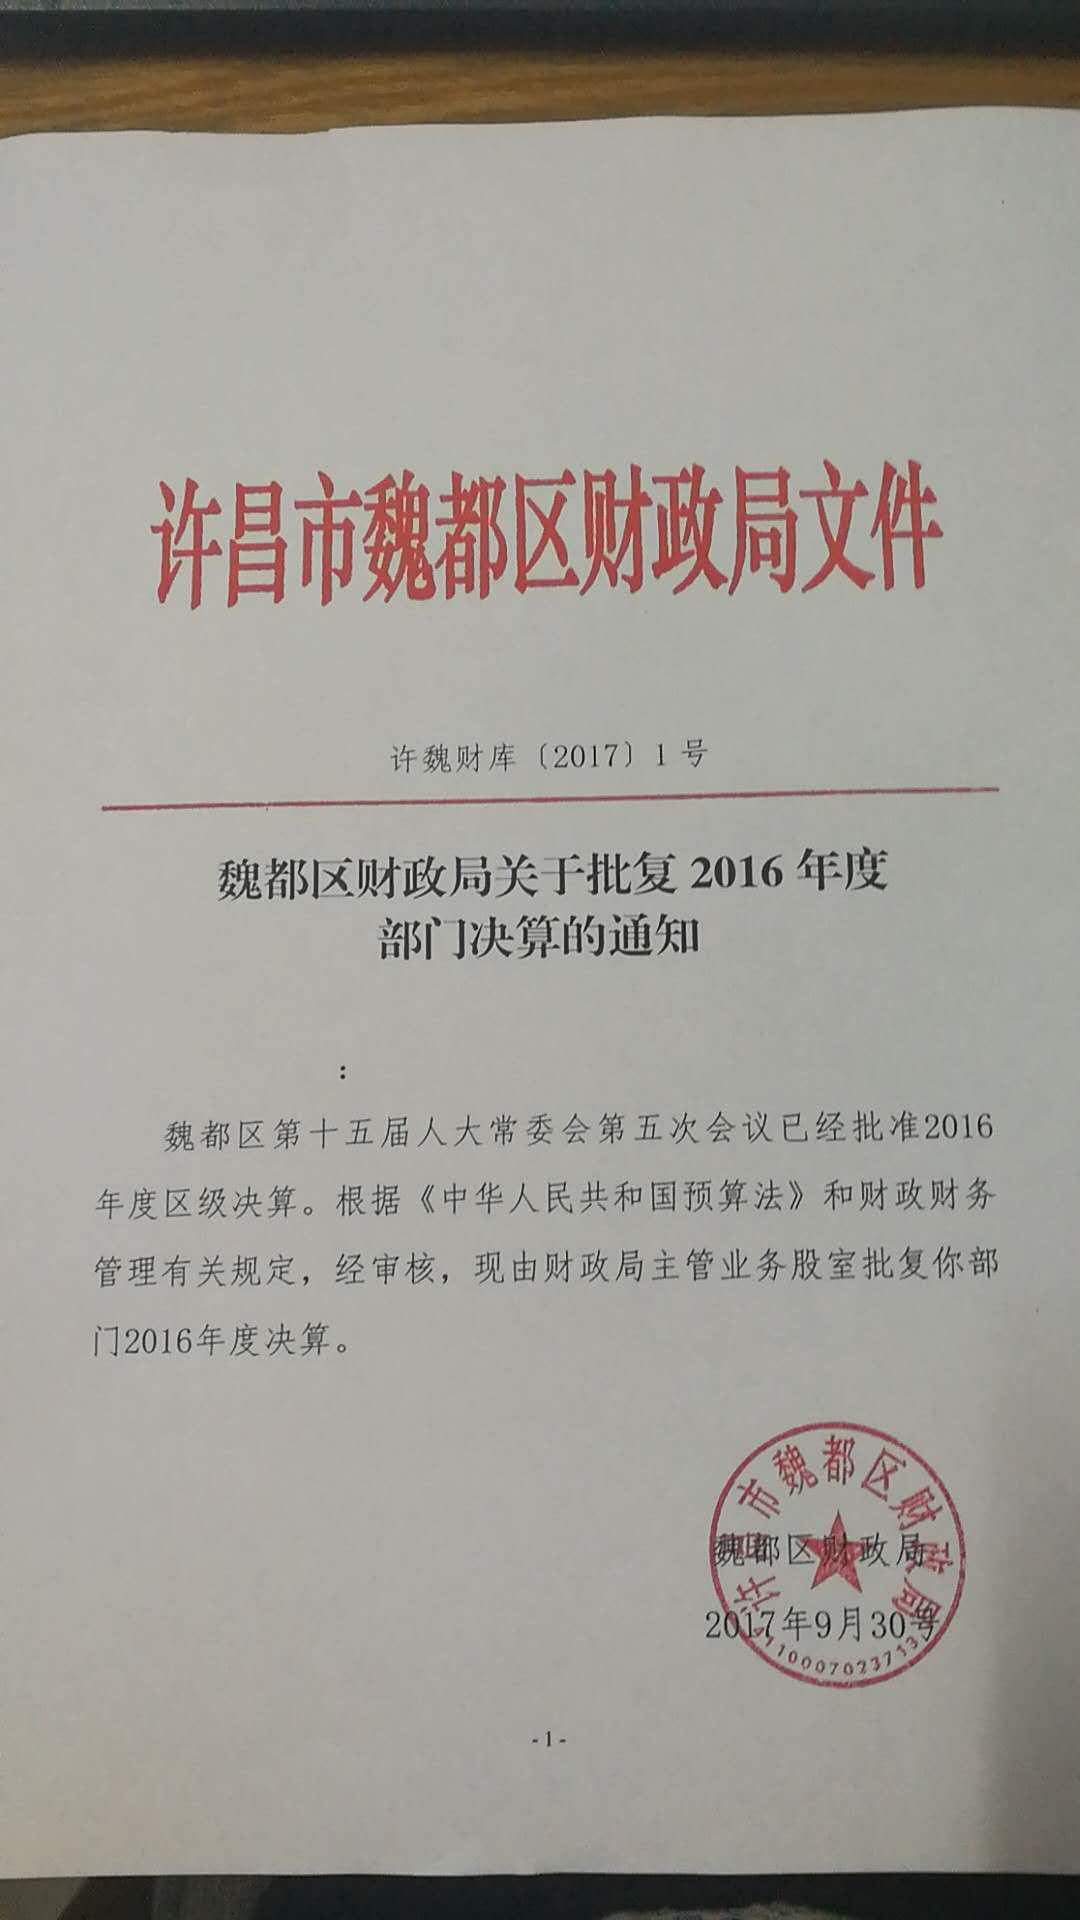 许昌市魏都区财政局文件
许魏财库〔2017〕1号
魏都区财政局关于批复 2016 年度
部门决算的通知
:
魏都区第十五届人大常委会第五次会议已经批准2016
年度区级决算。根据《中华人民共和国预算法》和财政财务
管理有关规定，经审核，现由财政局主管业务股室批复你部
门2016年度决算。
许昌市魏都区财政局
魏都区财政局
2017年9月30号
4110007023713
-1-